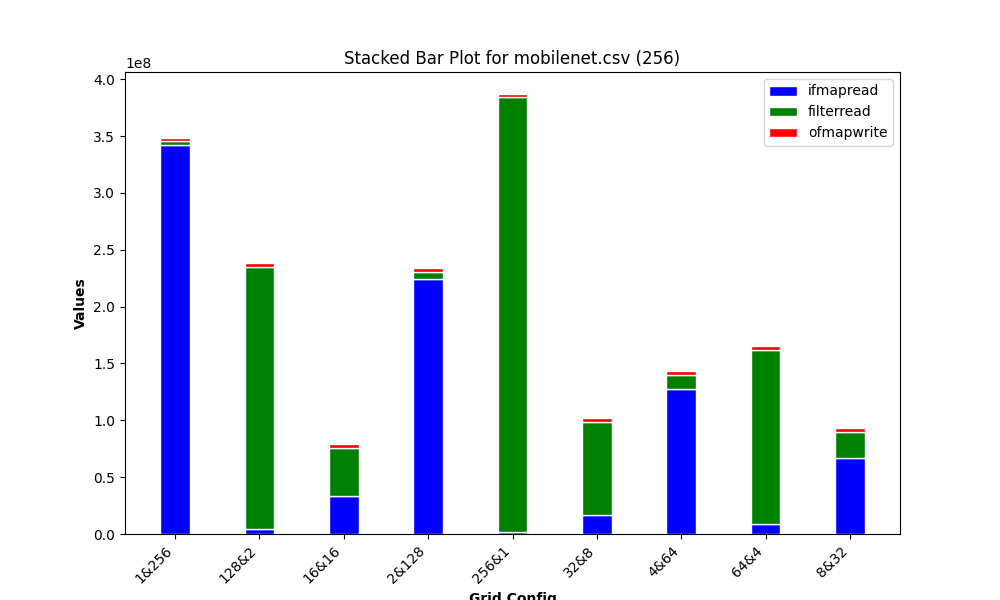 Stacked Bar Plot for mobilenet.csv (256)
1e8
4.0
3.5
3.0
2.5
2.0
1.5
1.0
0.5
0.0
Values
ifmapread
filterread
ofmapwrite
1&256
128&2
16&16
2&128
256&1
32&8
4&64
64&4
8&32
Grid Config